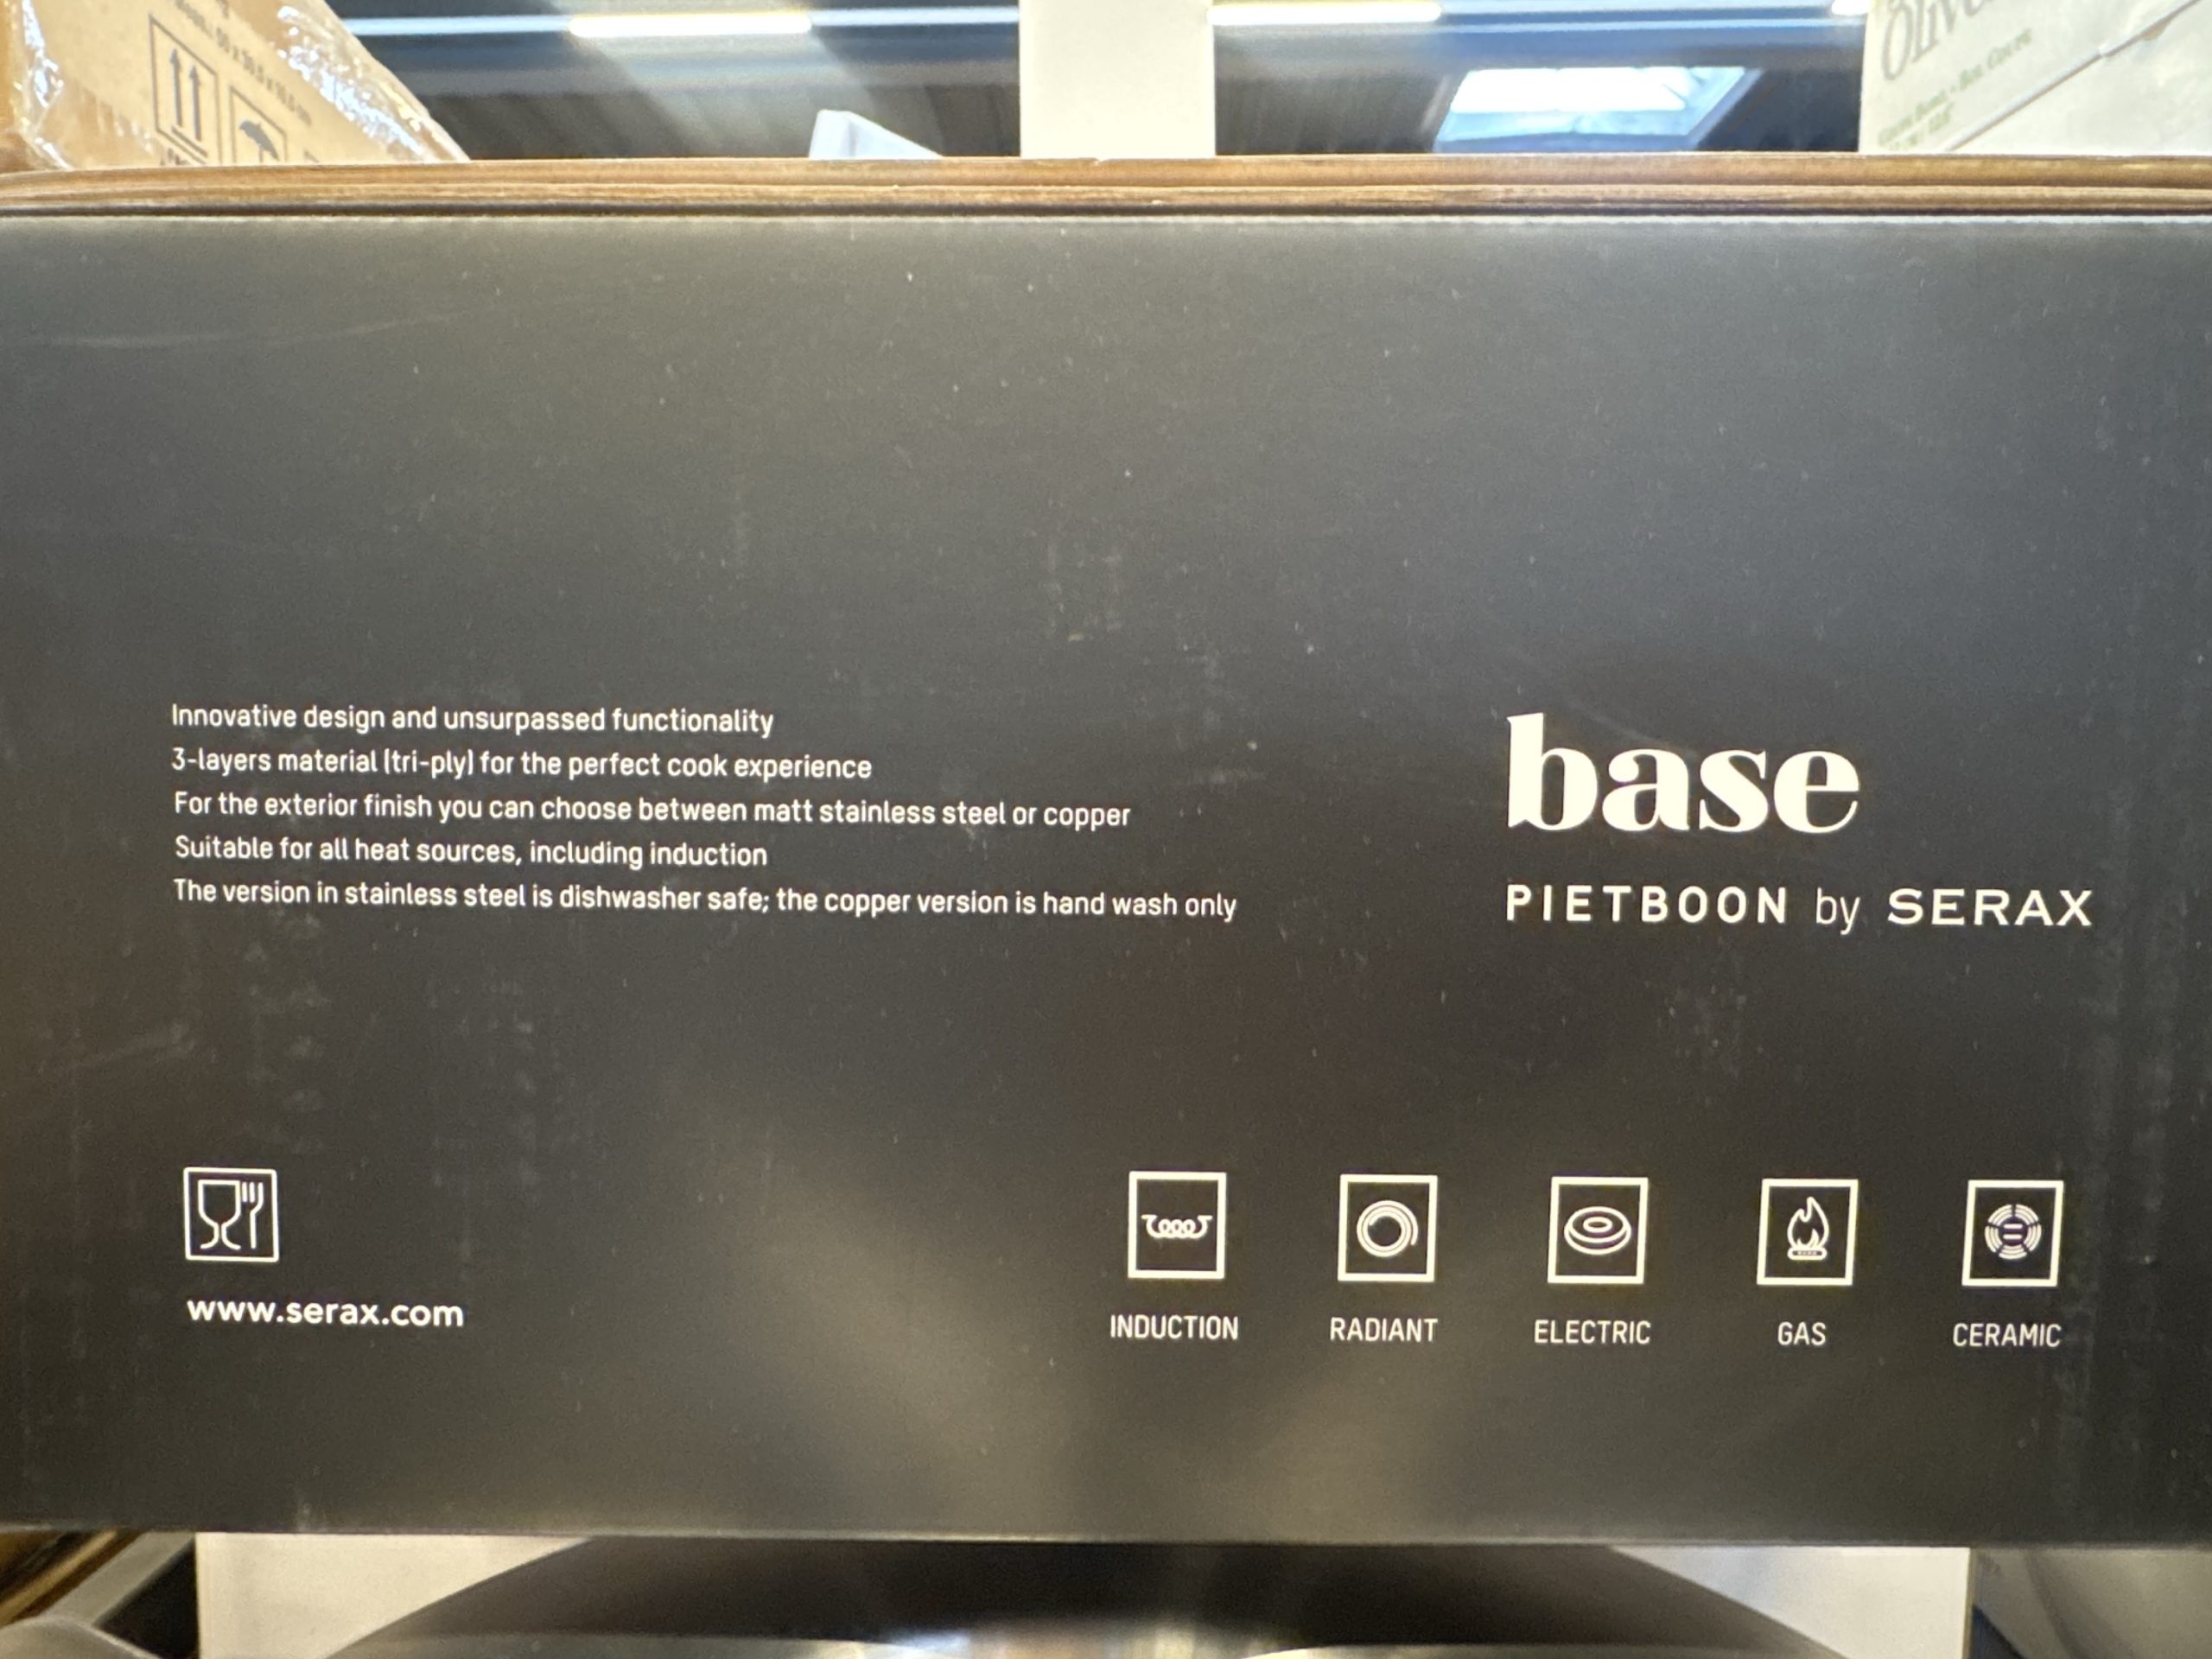 Olive
Innovative design and unsurpassed functionality
3-layers material (tri-ply) for the perfect cook experience
For the exterior finish you can choose between matt stainless steel or copper
Suitable for all heat sources, including induction
The version in stainless steel is dishwasher safe; the copper version is hand wash only
base
PIETBOON by SERAX
www.serax.com
INDUCTION
RADIANT
ELECTRIC
GAS
CERAMIC